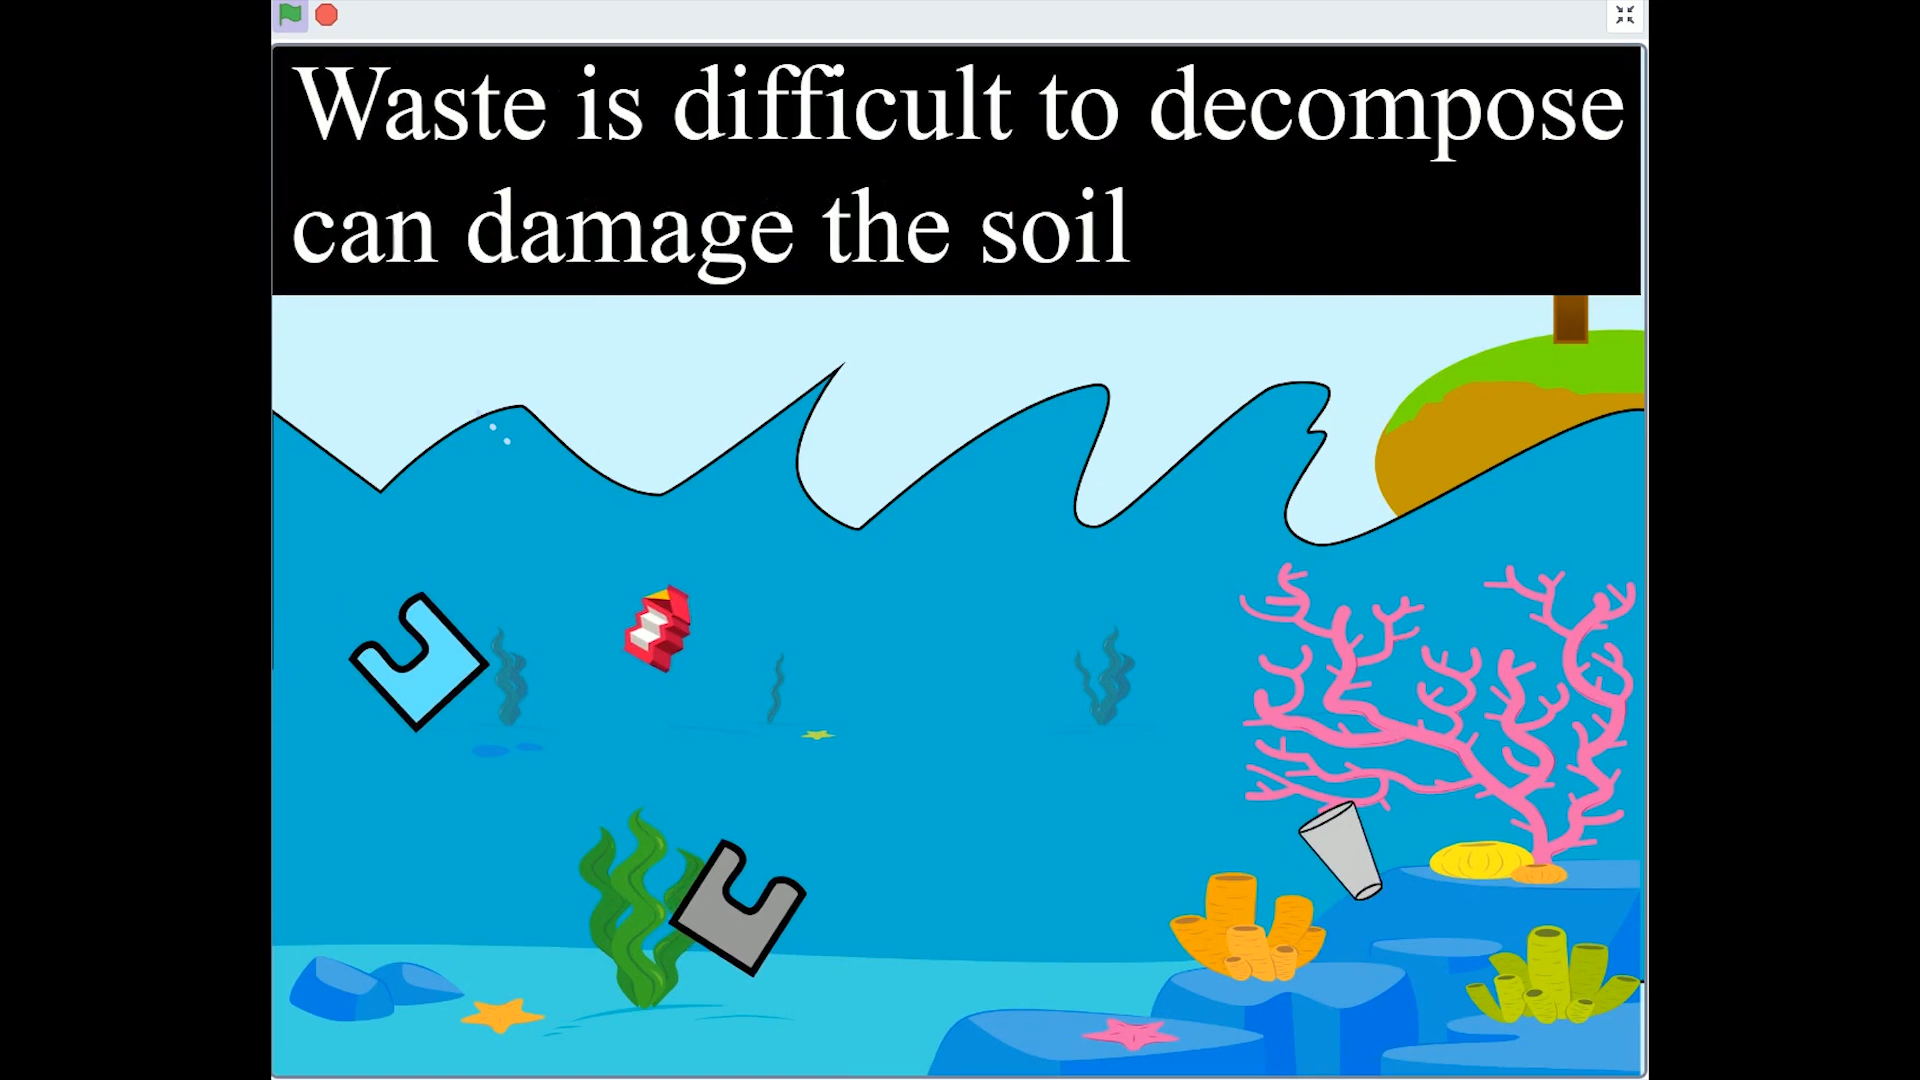 Waste is difficult to decompose
can damage the soil